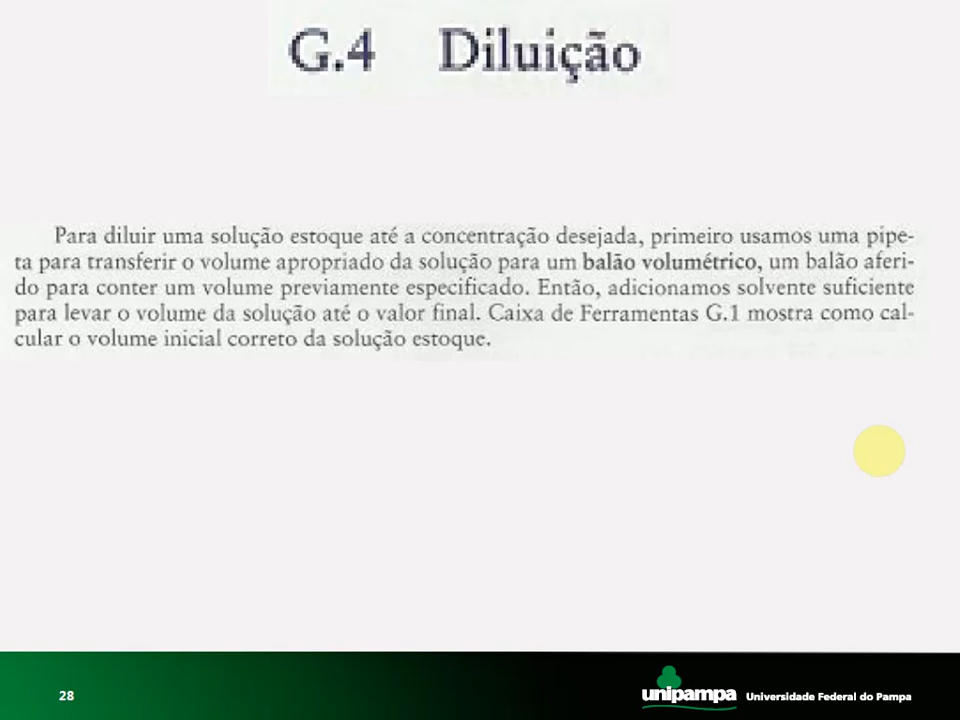 G.4 Diluição
Para diluir uma solução estoque até a concentração desejada, primeiro usamos uma pipe-
ta para transferir o volume apropriado da solução para um balão volumétrico, um balão aferi-
do para conter um volume previamente especificado. Então, adicionamos solvente suficiente
para levar o volume da solução até o valor final. Caixa de Ferramentas G.1 mostra como cal-
cular o volume inicial correto da solução estoque.
28
unipampa Universidade Federal do Pampa